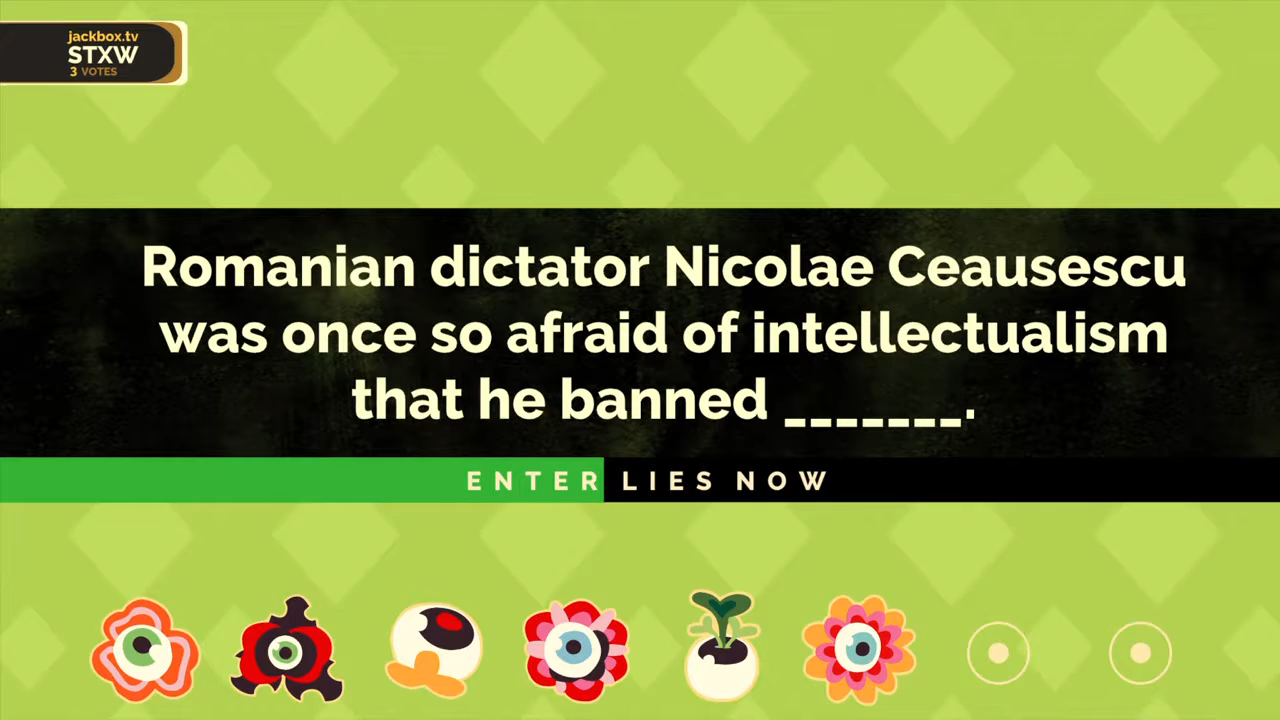 jackbox.tv
STXW
3 VOTES
Romanian dictator Nicolae Ceausescu
was once so afraid of intellectualism
that he banned _______.
ENTER LIES NOW